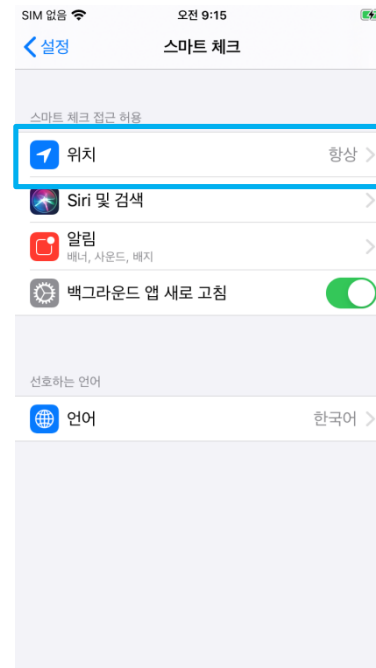 SIM 없음 오전 9:15
설정 스마트 체크
스마트 체크 접근 허용
위치 항상
Siri 및 검색
알림
배너, 사운드, 배지
백그라운드 앱 새로 고침
선호하는 언어
언어 한국어